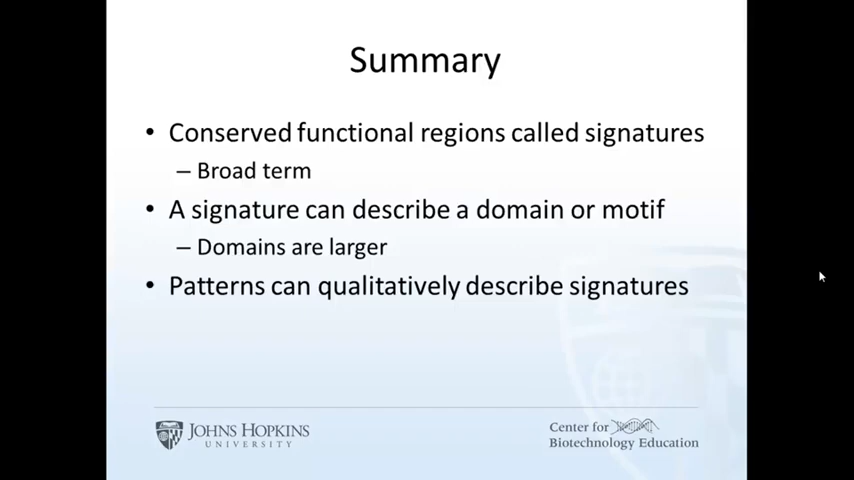 Summary
• Conserved functional regions called signatures
– Broad term
• A signature can describe a domain or motif
– Domains are larger
• Patterns can qualitatively describe signatures
JOHNS HOPKINS
UNIVERSITY
Center for
Biotechnology Education